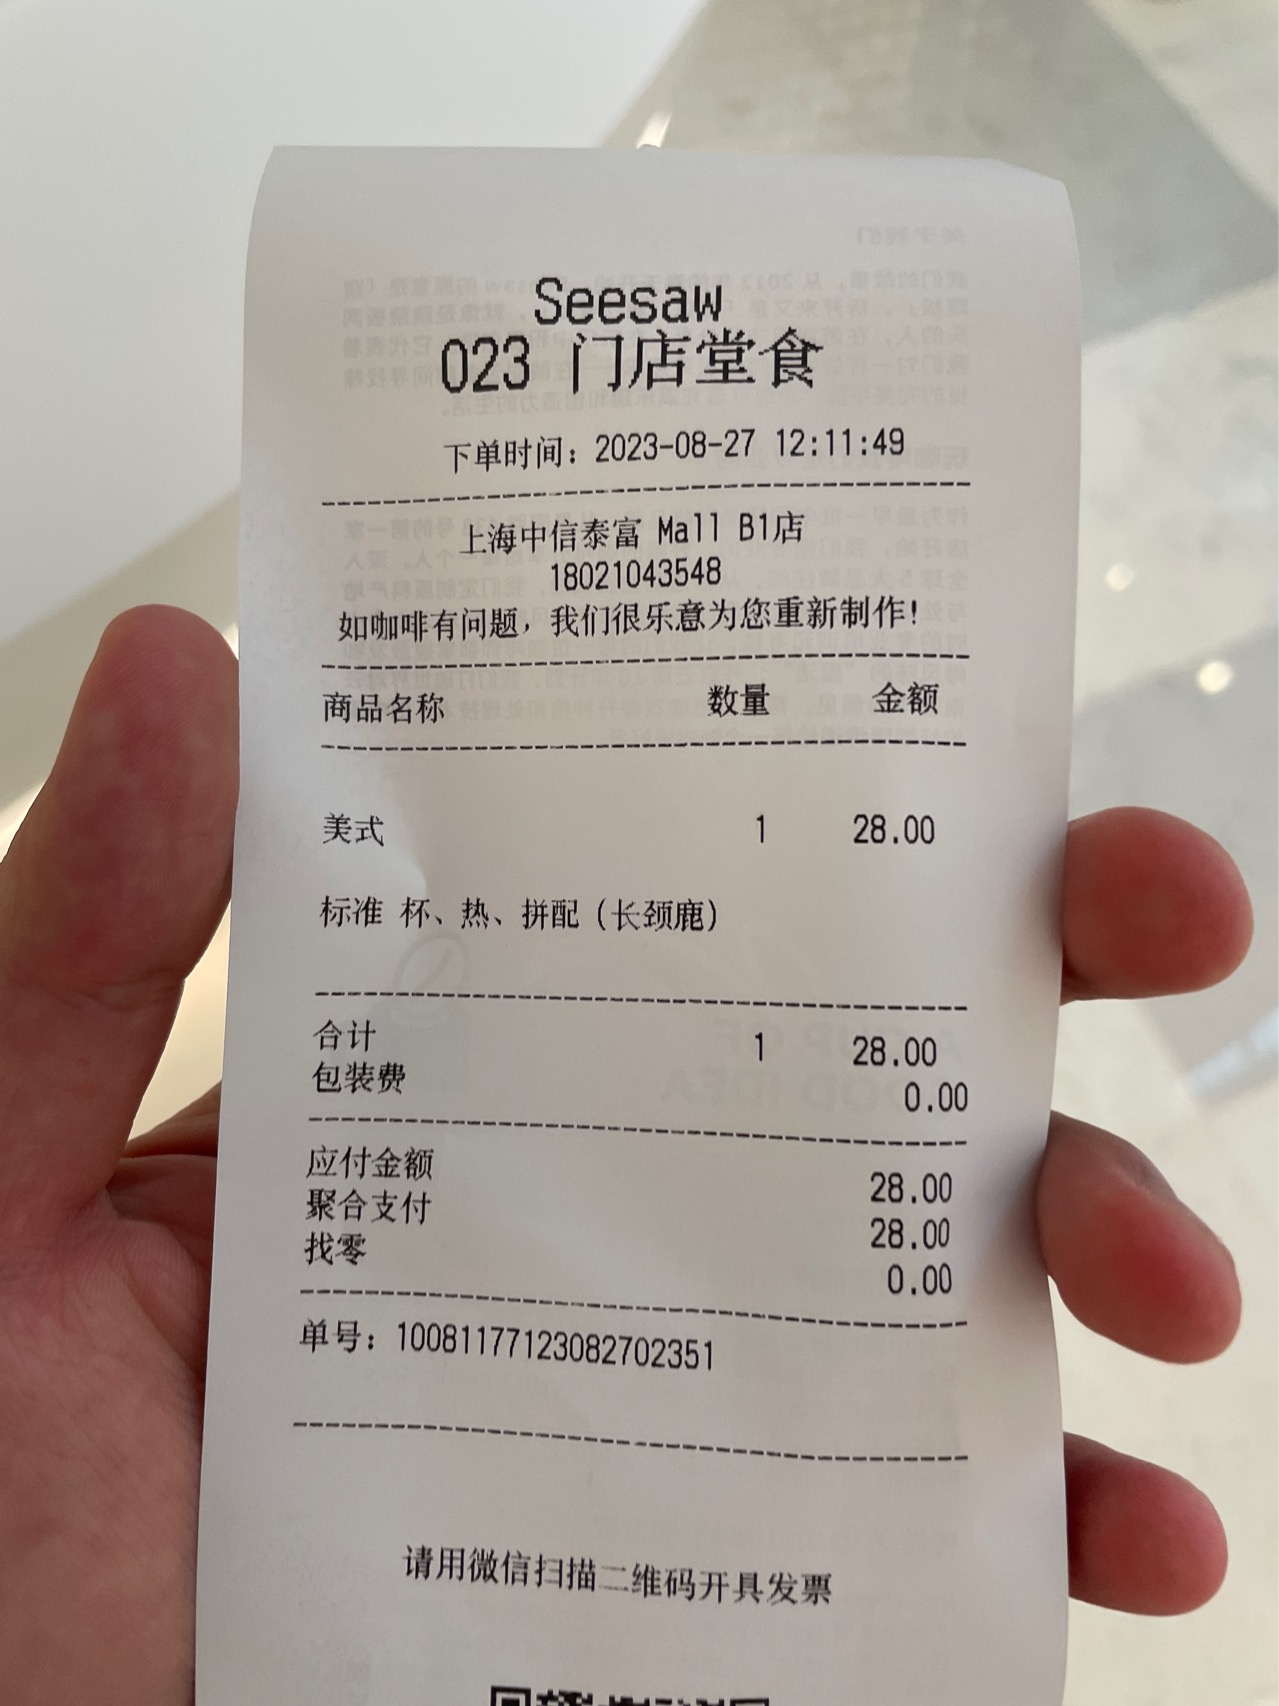 Seesaw
023 门店堂食
下单时间：2023-08-27 12:11:49
上海中信泰富 Mall B1店
18021043548
如咖啡有问题，我们很乐意为您重新制作！
商品名称 数量 金额
美式 1 28.00
标准 杯、热、拼配（长颈鹿）
合计 1 28.00
包装费 0.00
应付金额 28.00
聚合支付 28.00
找零 0.00
单号：10081177123082702351
请用微信扫描二维码开具发票